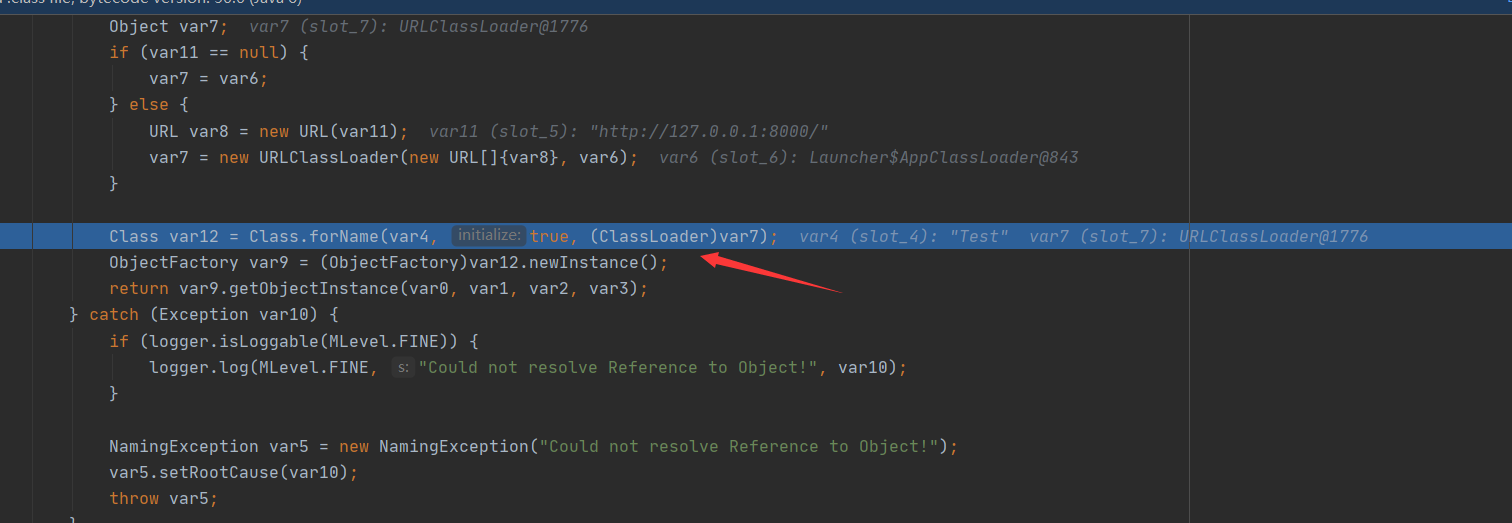 .class file, bytecode version: 50.0 (Java 6)
Object var7;  var7 (slot_7): URLClassLoader@1776
if (var11 == null) {
var7 = var6;
} else {
URL var8 = new URL(var11);  var11 (slot_5): "http://127.0.0.1:8000/"
var7 = new URLClassLoader(new URL[]{var8}, var6);  var6 (slot_6): Launcher$AppClassLoader@843
}
Class var12 = Class.forName(var4, initialize: true, (ClassLoader)var7);  var4 (slot_4): "Test"  var7 (slot_7): URLClassLoader@1776
ObjectFactory var9 = (ObjectFactory)var12.newInstance();
return var9.getObjectInstance(var0, var1, var2, var3);
} catch (Exception var10) {
if (logger.isLoggable(MLevel.FINE)) {
logger.log(MLevel.FINE, s: "Could not resolve Reference to Object!", var10);
}
NamingException var5 = new NamingException("Could not resolve Reference to Object!");
var5.setRootCause(var10);
throw var5;
}